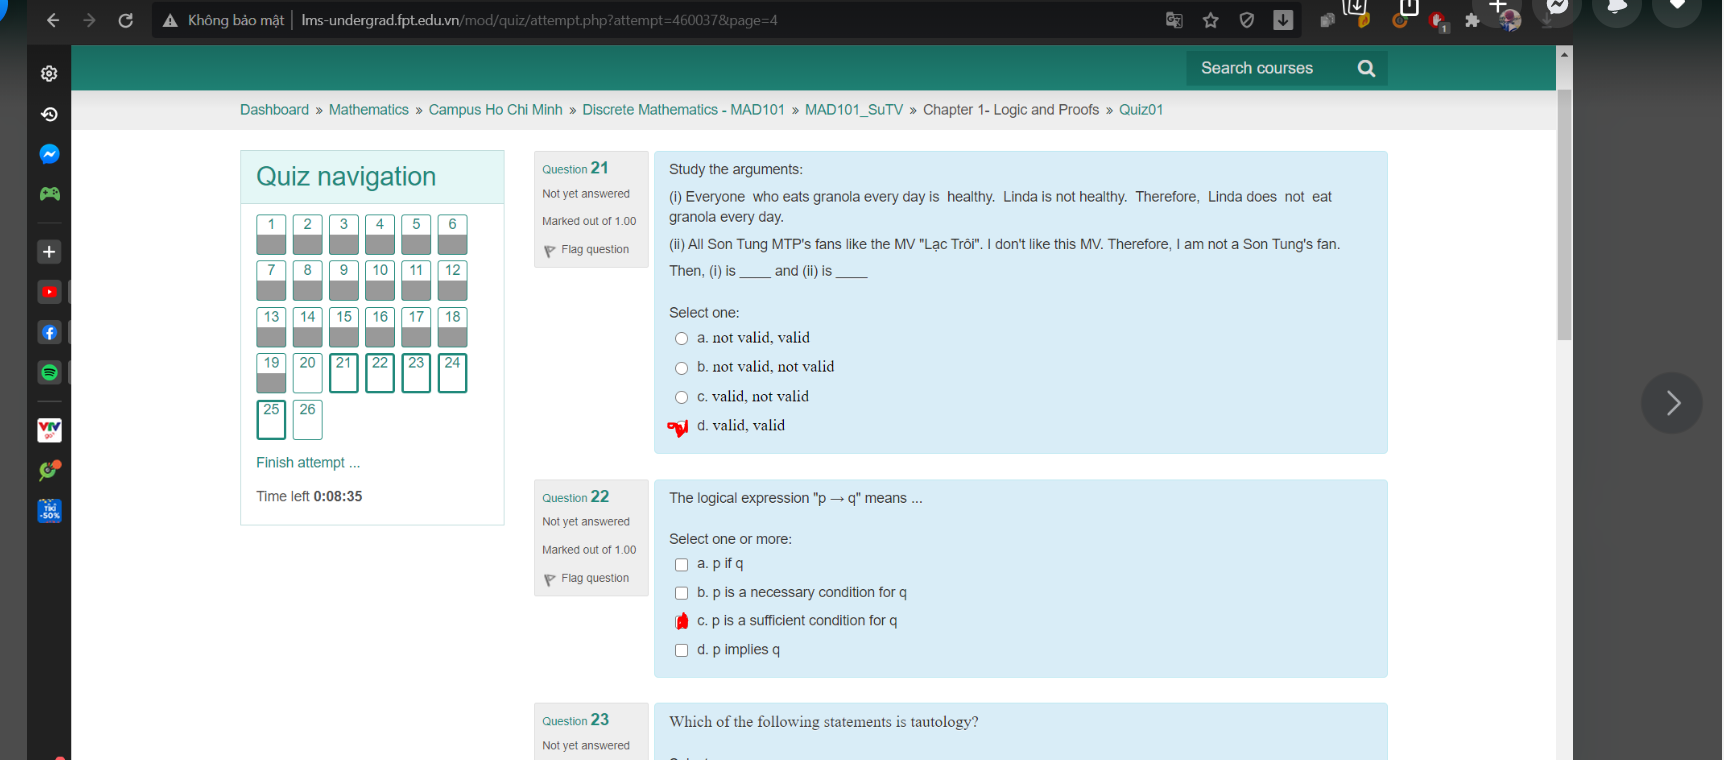 Không bảo mật lms-undergrad.fpt.edu.vn/mod/quiz/attempt.php?attempt=460037&page=4
1
Search courses
Dashboard » Mathematics » Campus Ho Chi Minh » Discrete Mathematics - MAD101 » MAD101_SuTV » Chapter 1- Logic and Proofs » Quiz01
Quiz navigation
1 2 3 4 5 6
7 8 9 10 11 12
13 14 15 16 17 18
19 20 21 22 23 24
25 26
Finish attempt ...
Time left 0:08:35
VTV
go!
-50%
Question 21
Not yet answered
Marked out of 1.00
Flag question
Study the arguments:
(i) Everyone who eats granola every day is healthy. Linda is not healthy. Therefore, Linda does not eat
granola every day.
(ii) All Son Tung MTP's fans like the MV "Lạc Trôi". I don't like this MV. Therefore, I am not a Son Tung's fan.
Then, (i) is ____ and (ii) is ____
Select one:
a. not valid, valid
b. not valid, not valid
c. valid, not valid
d. valid, valid
Question 22
Not yet answered
Marked out of 1.00
Flag question
The logical expression "p → q" means ...
Select one or more:
a. p if q
b. p is a necessary condition for q
c. p is a sufficient condition for q
d. p implies q
Question 23
Not yet answered
Which of the following statements is tautology?